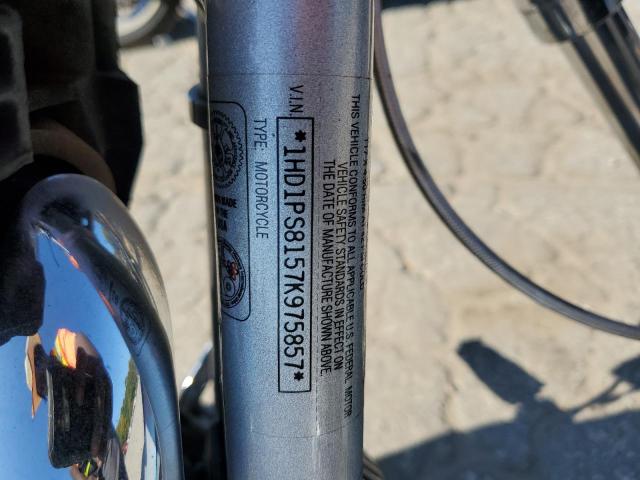 THIS VEHICLE CONFORMS TO ALL APPLICABLE U.S. FEDERAL MOTOR
VEHICLE SAFETY STANDARDS IN EFFECT ON
THE DATE OF MANUFACTURE SHOWN ABOVE.
V.I.N.
*1HD1PS8157K975857*
TYPE: MOTORCYCLE